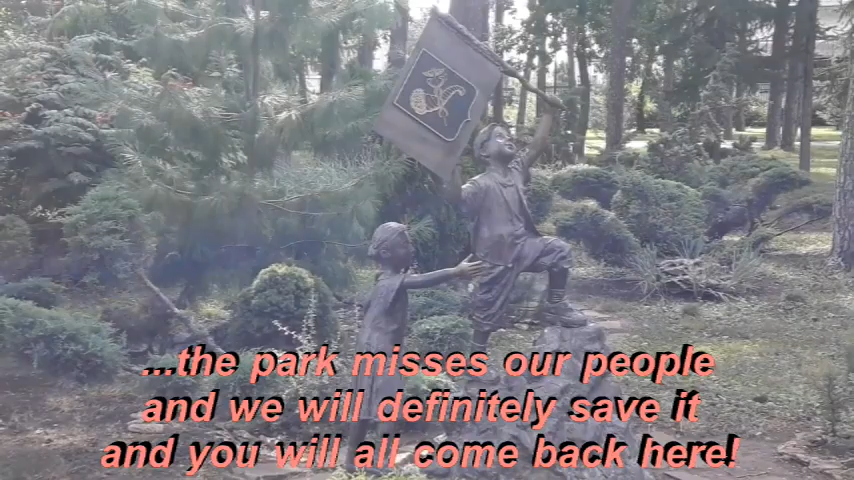 ...the park misses our people
and we will definitely save it
and you will all come back here!